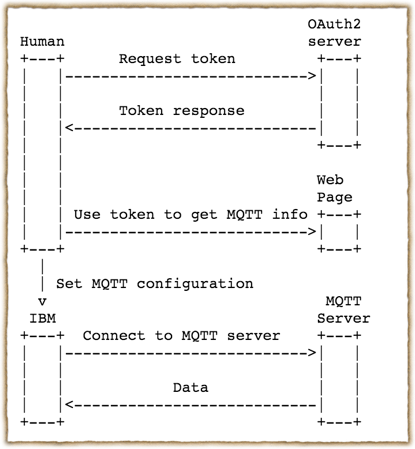 OAuth2
Human server
Request token
Token response
Web
Page
Use token to get MQTT info
Set MQTT configuration
MQTT
IBM Server
Connect to MQTT server
Data